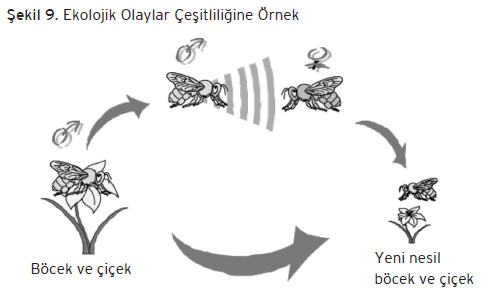 Şekil 9. Ekolojik Olaylar Çeşitliliğine Örnek
Böcek ve çiçek
Yeni nesil
böcek ve çiçek